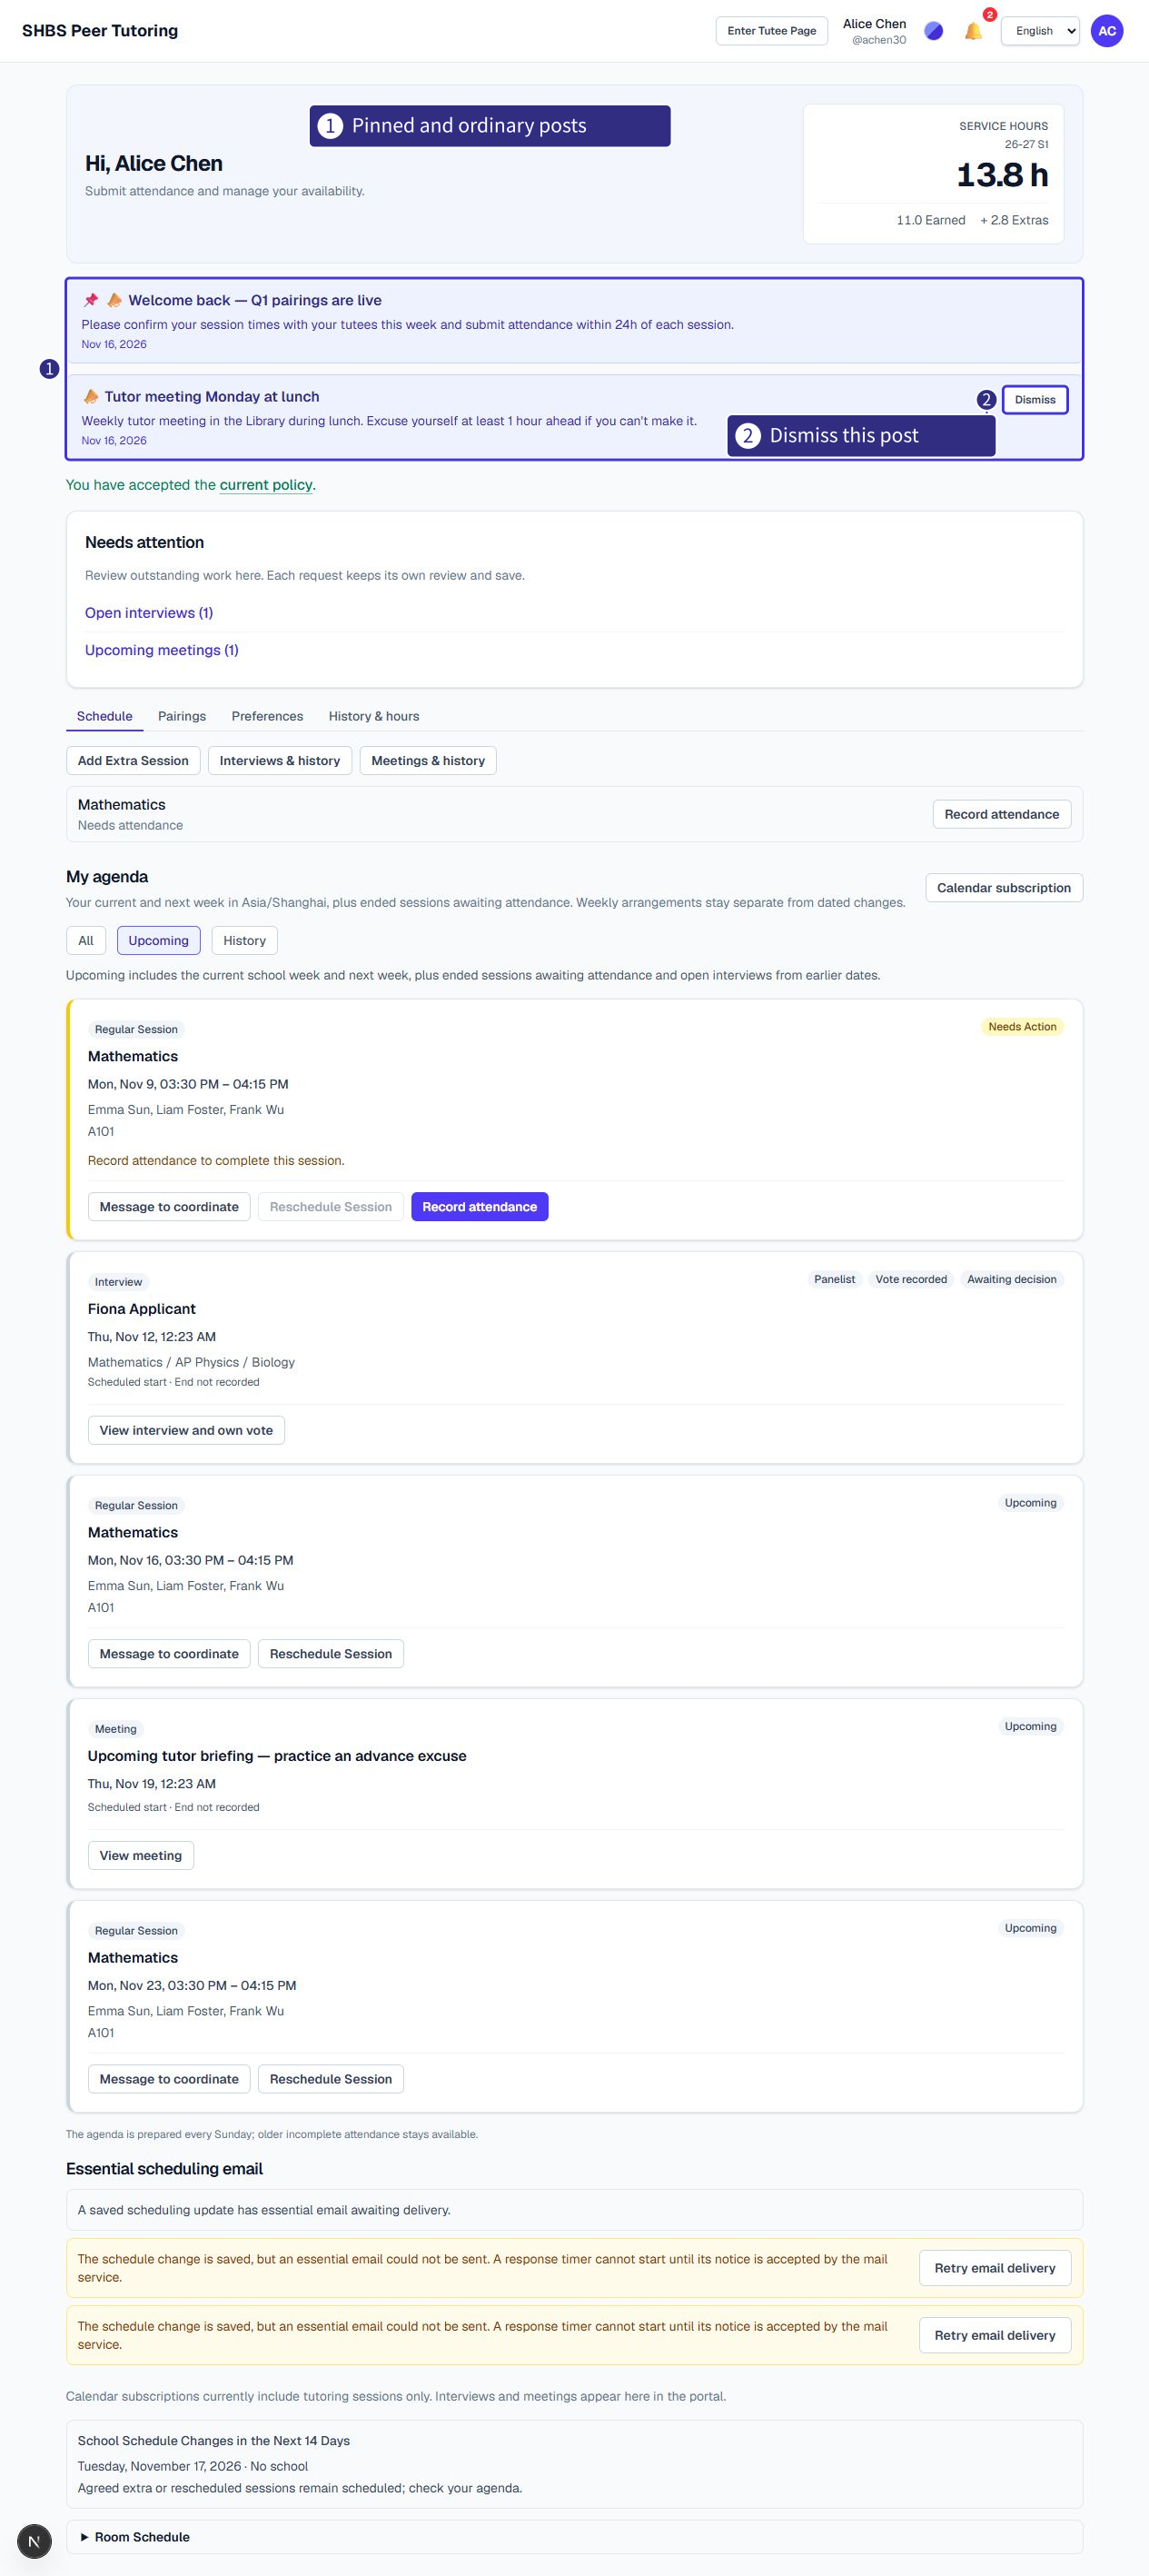 SHBS Peer Tutoring
Enter Tutee Page
Alice Chen
@achen30
2
English
AC
1 Pinned and ordinary posts
Hi, Alice Chen
Submit attendance and manage your availability.
SERVICE HOURS
26-27 S1
13.8 h
11.0 Earned + 2.8 Extras
Welcome back — Q1 pairings are live
Please confirm your session times with your tutees this week and submit attendance within 24h of each session.
Nov 16, 2026
1
Tutor meeting Monday at lunch
2
Dismiss
Weekly tutor meeting in the Library during lunch. Excuse yourself at least 1 hour ahead if you can't make it.
Nov 16, 2026
2 Dismiss this post
You have accepted the current policy.
Needs attention
Review outstanding work here. Each request keeps its own review and save.
Open interviews (1)
Upcoming meetings (1)
Schedule Pairings Preferences History & hours
Add Extra Session Interviews & history Meetings & history
Mathematics
Needs attendance
Record attendance
My agenda
Your current and next week in Asia/Shanghai, plus ended sessions awaiting attendance. Weekly arrangements stay separate from dated changes.
Calendar subscription
All Upcoming History
Upcoming includes the current school week and next week, plus ended sessions awaiting attendance and open interviews from earlier dates.
Regular Session
Needs Action
Mathematics
Mon, Nov 9, 03:30 PM – 04:15 PM
Emma Sun, Liam Foster, Frank Wu
A101
Record attendance to complete this session.
Message to coordinate Reschedule Session Record attendance
Interview
Panelist Vote recorded Awaiting decision
Fiona Applicant
Thu, Nov 12, 12:23 AM
Mathematics / AP Physics / Biology
Scheduled start · End not recorded
View interview and own vote
Regular Session
Upcoming
Mathematics
Mon, Nov 16, 03:30 PM – 04:15 PM
Emma Sun, Liam Foster, Frank Wu
A101
Message to coordinate Reschedule Session
Meeting
Upcoming
Upcoming tutor briefing — practice an advance excuse
Thu, Nov 19, 12:23 AM
Scheduled start · End not recorded
View meeting
Regular Session
Upcoming
Mathematics
Mon, Nov 23, 03:30 PM – 04:15 PM
Emma Sun, Liam Foster, Frank Wu
A101
Message to coordinate Reschedule Session
The agenda is prepared every Sunday; older incomplete attendance stays available.
Essential scheduling email
A saved scheduling update has essential email awaiting delivery.
The schedule change is saved, but an essential email could not be sent. A response timer cannot start until its notice is accepted by the mail
service.
Retry email delivery
The schedule change is saved, but an essential email could not be sent. A response timer cannot start until its notice is accepted by the mail
service.
Retry email delivery
Calendar subscriptions currently include tutoring sessions only. Interviews and meetings appear here in the portal.
School Schedule Changes in the Next 14 Days
Tuesday, November 17, 2026 · No school
Agreed extra or rescheduled sessions remain scheduled; check your agenda.
N
Room Schedule